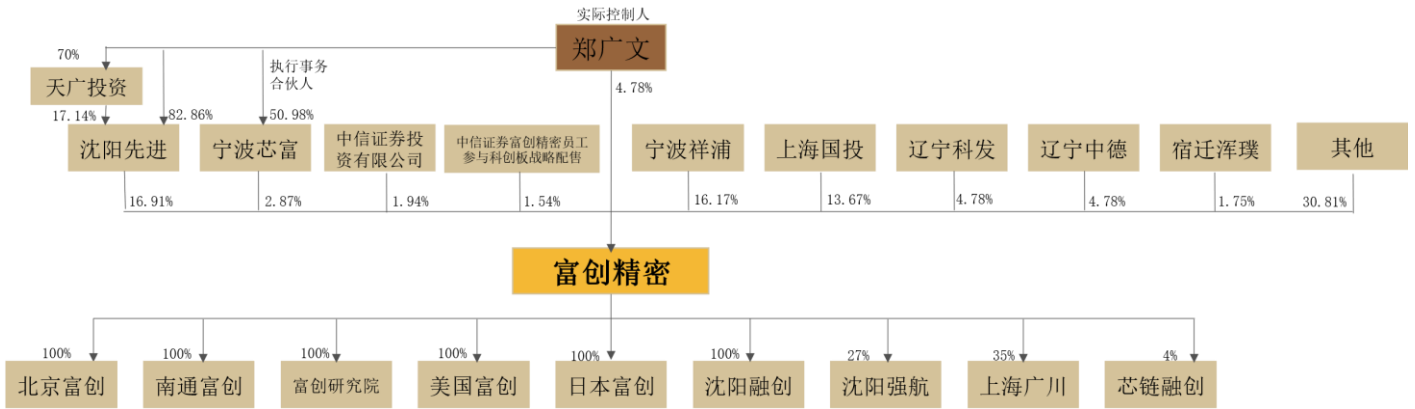 实际控制人
郑广文
70%
执行事务
合伙人
4.78%
天广投资
17.14%
82.86%
50.98%
沈阳先进
宁波芯富
中信证券投
资有限公司
中信证券富创精密员工
参与科创板战略配售
宁波祥浦
上海国投
辽宁科发
辽宁中德
宿迁浑璞
其他
16.91%
2.87%
1.94%
1.54%
16.17%
13.67%
4.78%
4.78%
1.75%
30.81%
富创精密
100%
100%
100%
100%
100%
100%
27%
35%
4%
北京富创
南通富创
富创研究院
美国富创
日本富创
沈阳融创
沈阳强航
上海广川
芯链融创